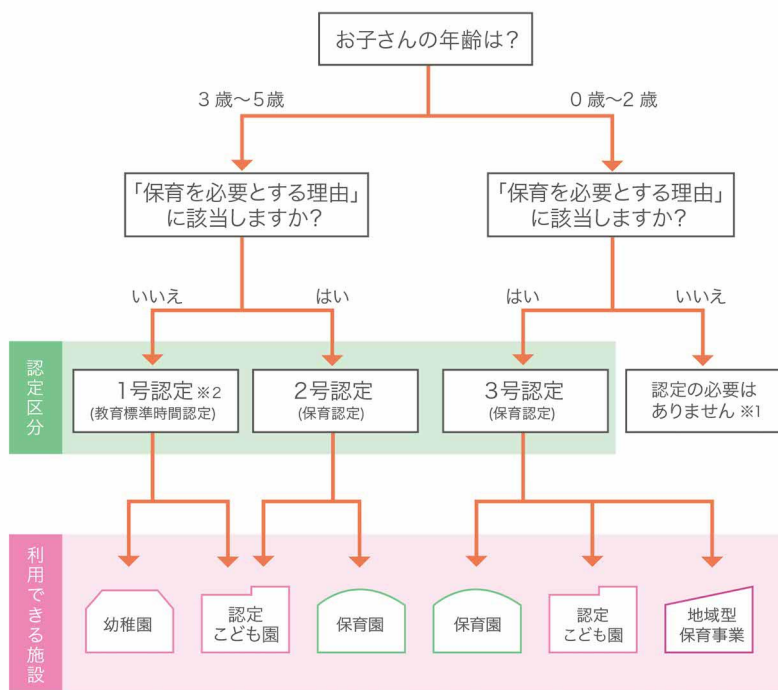 お子さんの年齢は？
3歳～5歳
0歳～2歳
「保育を必要とする理由」
に該当しますか？
「保育を必要とする理由」
に該当しますか？
いいえ
はい
はい
いいえ
認定区分
1号認定 ※2
(教育標準時間認定)
2号認定
(保育認定)
3号認定
(保育認定)
認定の必要は
ありません ※1
利用できる施設
幼稚園
認定
こども園
保育園
保育園
認定
こども園
地域型
保育事業